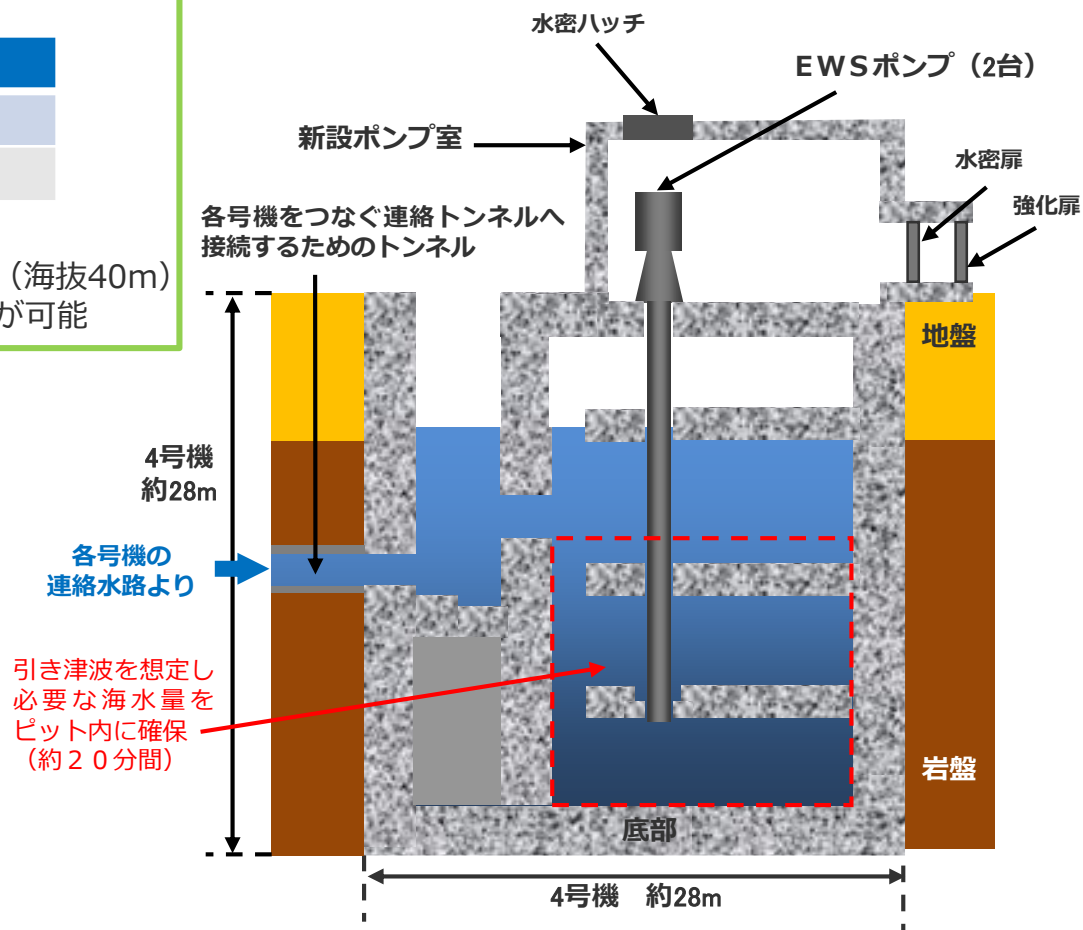 水密ハッチ
EWSポンプ（2台）
新設ポンプ室
水密扉
強化扉
各号機をつなぐ連絡トンネルへ
接続するためのトンネル
（海抜40m）
が可能
地盤
4号機
約28m
各号機の
連絡水路より
引き津波を想定し
必要な海水量を
ピット内に確保
（約２０分間）
岩盤
底部
4号機　約28m